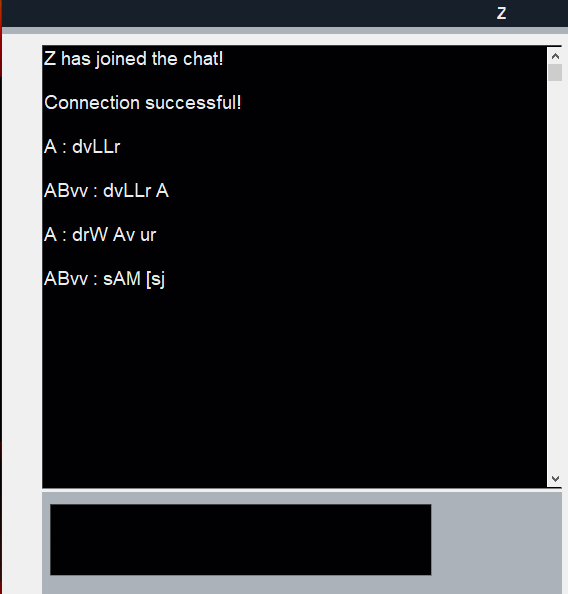 Z
Z has joined the chat!
Connection successful!
A : dvLLr
ABvv : dvLLr A
A : drW Av ur
ABvv : sAM [sj